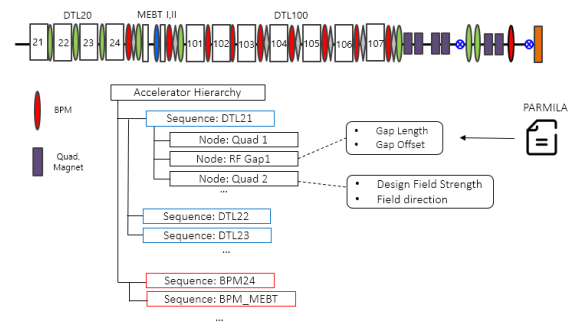 DTL20
MEBT I,II
DTL100
21
22
23
24
101
102
103
104
105
106
107
BPM
Quad.
Magnet
Accelerator Hierarchy
Sequence: DTL21
Node: Quad 1
Node: RF Gap1
Node: Quad 2
...
Sequence: DTL22
Sequence: DTL23
...
Sequence: BPM24
Sequence: BPM_MEBT
...
• Gap Length
• Gap Offset
• Design Field Strength
• Field direction
PARMILA